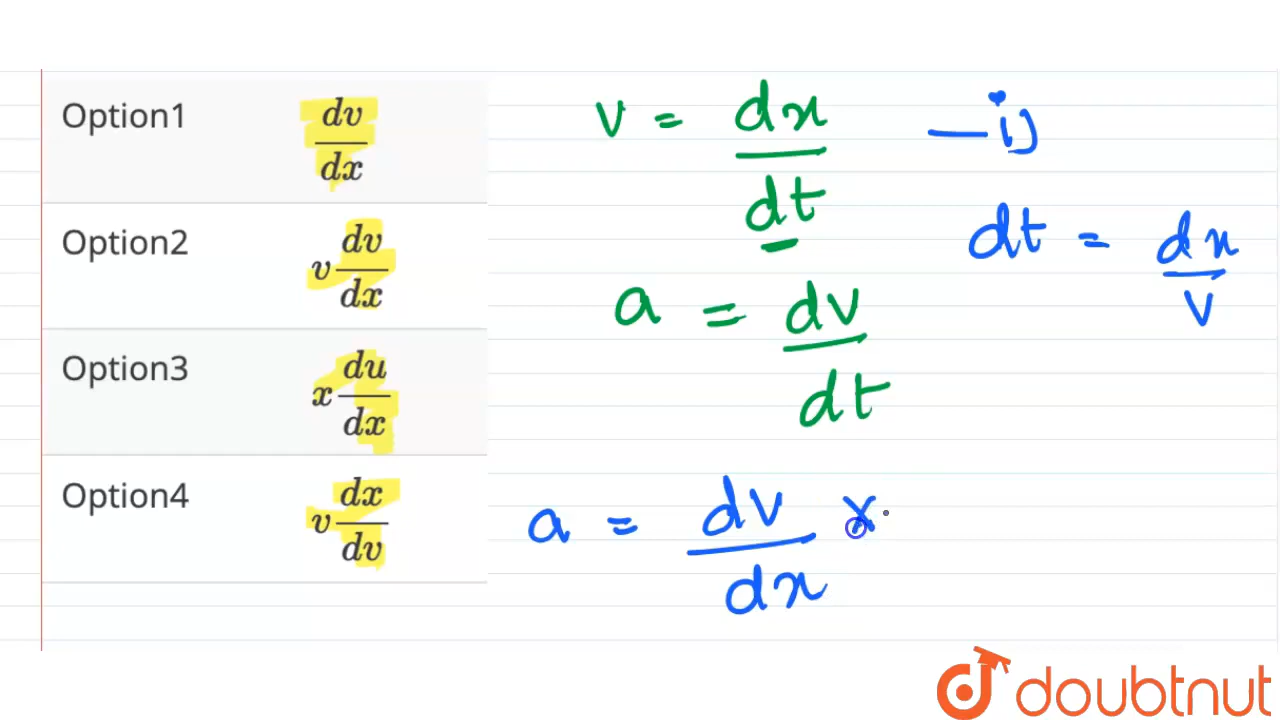 Option1 dv/dx
Option2 v dv/dx
Option3 x du/dx
Option4 v dx/dv
v = dx/dt — i)
dt = dx/v
a = dv/dt
a = dv/dx ×
doubtnut